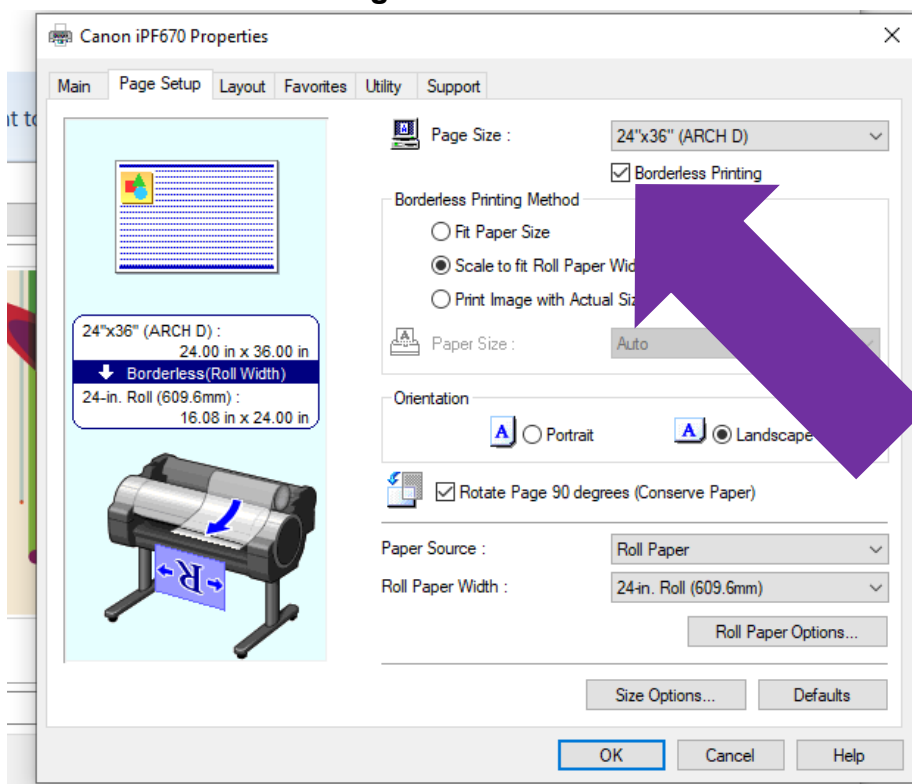 Canon iPF670 Properties
Main Page Setup Layout Favorites Utility Support
Page Size : 24"x36" (ARCH D)
Borderless Printing
Borderless Printing Method
Fit Paper Size
Scale to fit Roll Paper
Print Image with Actual
Paper Size : Auto
24"x36" (ARCH D) :
24.00 in x 36.00 in
Borderless(Roll Width)
24-in. Roll (609.6mm) :
16.08 in x 24.00 in
Orientation
A Portrait A Landscape
Rotate Page 90 degrees (Conserve Paper)
R
Paper Source : Roll Paper
Roll Paper Width : 24-in. Roll (609.6mm)
Roll Paper Options...
Size Options... Defaults
OK Cancel Help